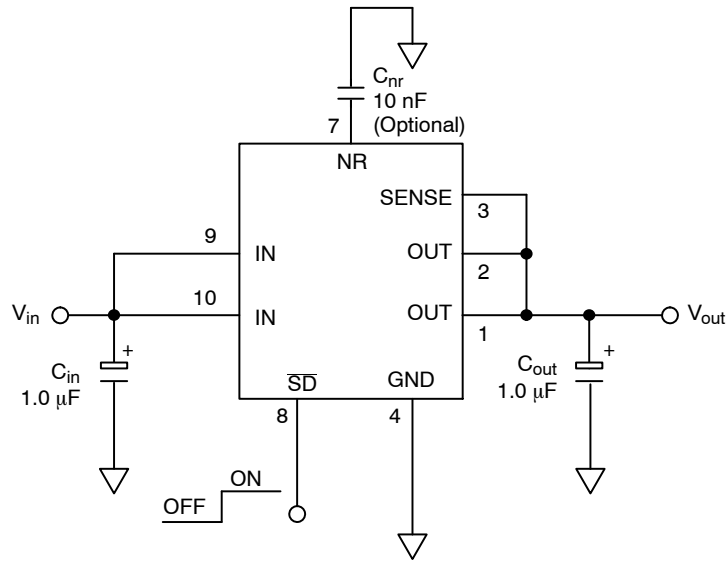 C_nr
10 nF
(Optional)
7
NR
SENSE
3
9
IN
OUT
2
V_in
10
IN
OUT
1
V_out
C_in
1.0 μF
+
S̅D̅
GND
C_out
1.0 μF
+
8
4
OFF
ON